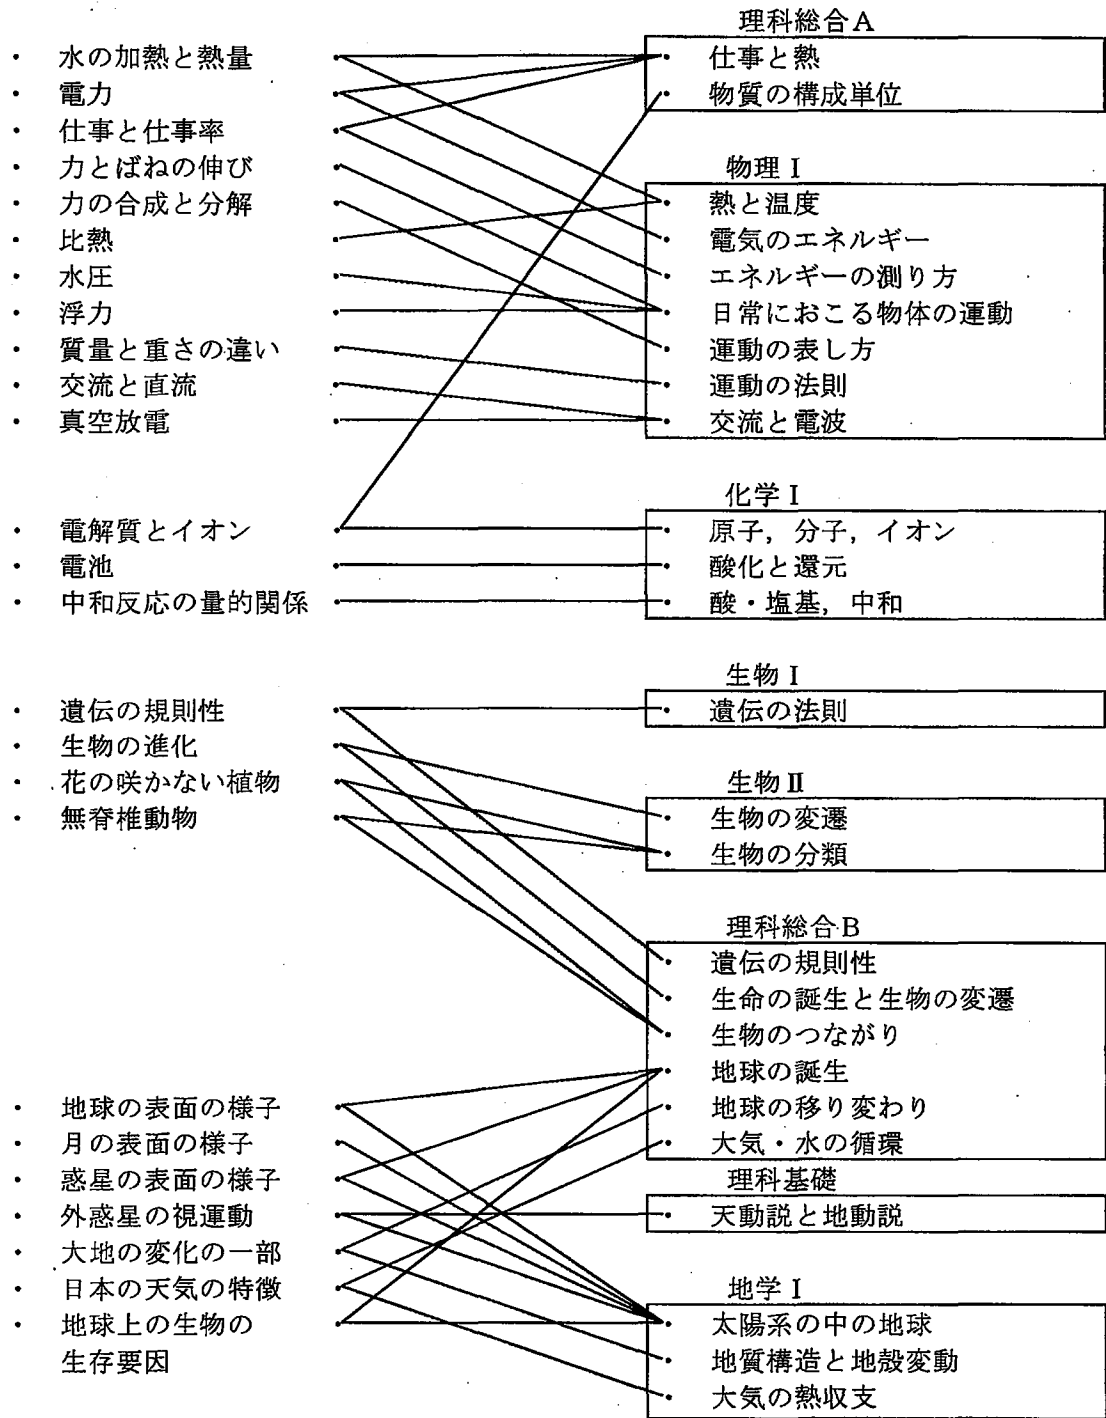 理科総合A
・ 水の加熱と熱量
・ 電力
・ 仕事と仕事率
・ 力とばねの伸び
・ 力の合成と分解
・ 比熱
・ 水圧
・ 浮力
・ 質量と重さの違い
・ 交流と直流
・ 真空放電
・ 仕事と熱
・ 物質の構成単位
物理Ⅰ
・ 熱と温度
・ 電気のエネルギー
・ エネルギーの測り方
・ 日常におこる物体の運動
・ 運動の表し方
・ 運動の法則
・ 交流と電波
・ 電解質とイオン
・ 電池
・ 中和反応の量的関係
化学Ⅰ
・ 原子，分子，イオン
・ 酸化と還元
・ 酸・塩基，中和
・ 遺伝の規則性
・ 生物の進化
・ 花の咲かない植物
・ 無脊椎動物
生物Ⅰ
・ 遺伝の法則
生物Ⅱ
・ 生物の変遷
・ 生物の分類
理科総合B
・ 遺伝の規則性
・ 生命の誕生と生物の変遷
・ 生物のつながり
・ 地球の誕生
・ 地球の移り変わり
・ 大気・水の循環
・ 地球の表面の様子
・ 月の表面の様子
・ 惑星の表面の様子
・ 外惑星の視運動
・ 大地の変化の一部
・ 日本の天気の特徴
・ 地球上の生物の
生存要因
理科基礎
・ 天動説と地動説
地学Ⅰ
・ 太陽系の中の地球
・ 地質構造と地殻変動
・ 大気の熱収支